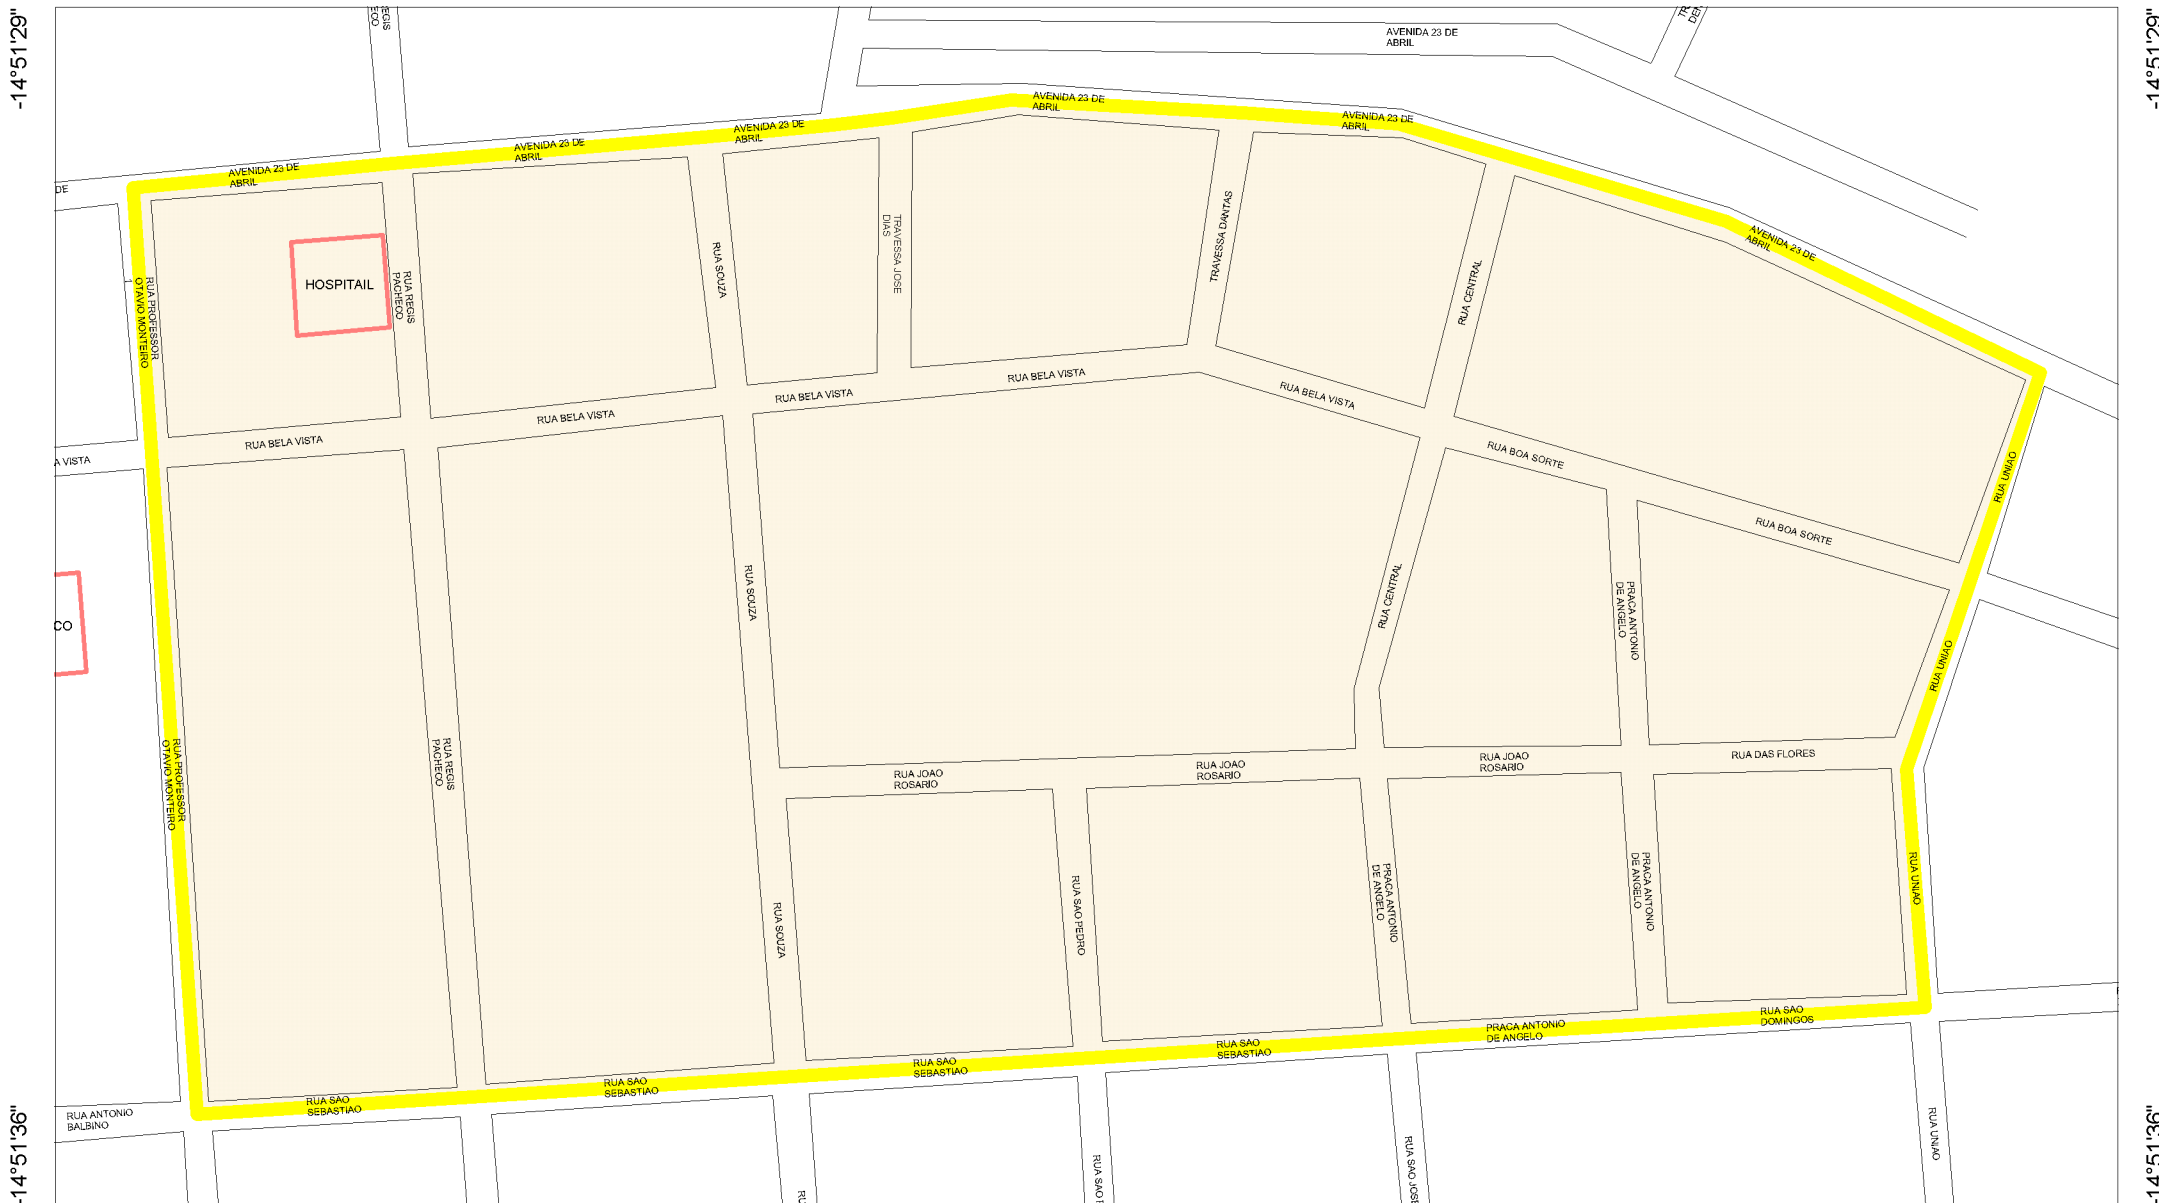 -14°51'29"
-14°51'29"
AVENIDA 23 DE
ABRIL
AVENIDA 23 DE
ABRIL
AVENIDA 23 DE
ABRIL
AVENIDA 23 DE
ABRIL
AVENIDA 23 DE
ABRIL
AVENIDA 23 DE
ABRIL
DE
AVENIDA 23 DE
ABRIL
TRAVESSA JOSE
DIAS
TRAVESSA DANTAS
RUA SOUZA
RUA CENTRAL
HOSPITAIL
RUA REGIS
PACHECO
RUA PROFESSOR
OTAVIO MONTEIRO
RUA BELA VISTA
RUA BELA VISTA
RUA BELA VISTA
RUA BELA VISTA
RUA BELA VISTA
A VISTA
RUA BOA SORTE
RUA BOA SORTE
RUA UNIAO
RUA SOUZA
RUA CENTRAL
PRACA ANTONIO
DE ANGELO
CO
RUA UNIAO
RUA PROFESSOR
OTAVIO MONTEIRO
RUA REGIS
PACHECO
RUA JOAO
ROSARIO
RUA JOAO
ROSARIO
RUA JOAO
ROSARIO
RUA DAS FLORES
RUA SOUZA
RUA SAO PEDRO
PRACA ANTONIO
DE ANGELO
PRACA ANTONIO
DE ANGELO
RUA UNIAO
RUA SAO
DOMINGOS
PRACA ANTONIO
DE ANGELO
RUA SAO
SEBASTIAO
RUA SAO
SEBASTIAO
RUA SAO
SEBASTIAO
RUA SAO
SEBASTIAO
RUA ANTONIO
BALBINO
RUA SAO
RUA SAO JOSE
RUA UNIAO
-14°51'36"
-14°51'36"